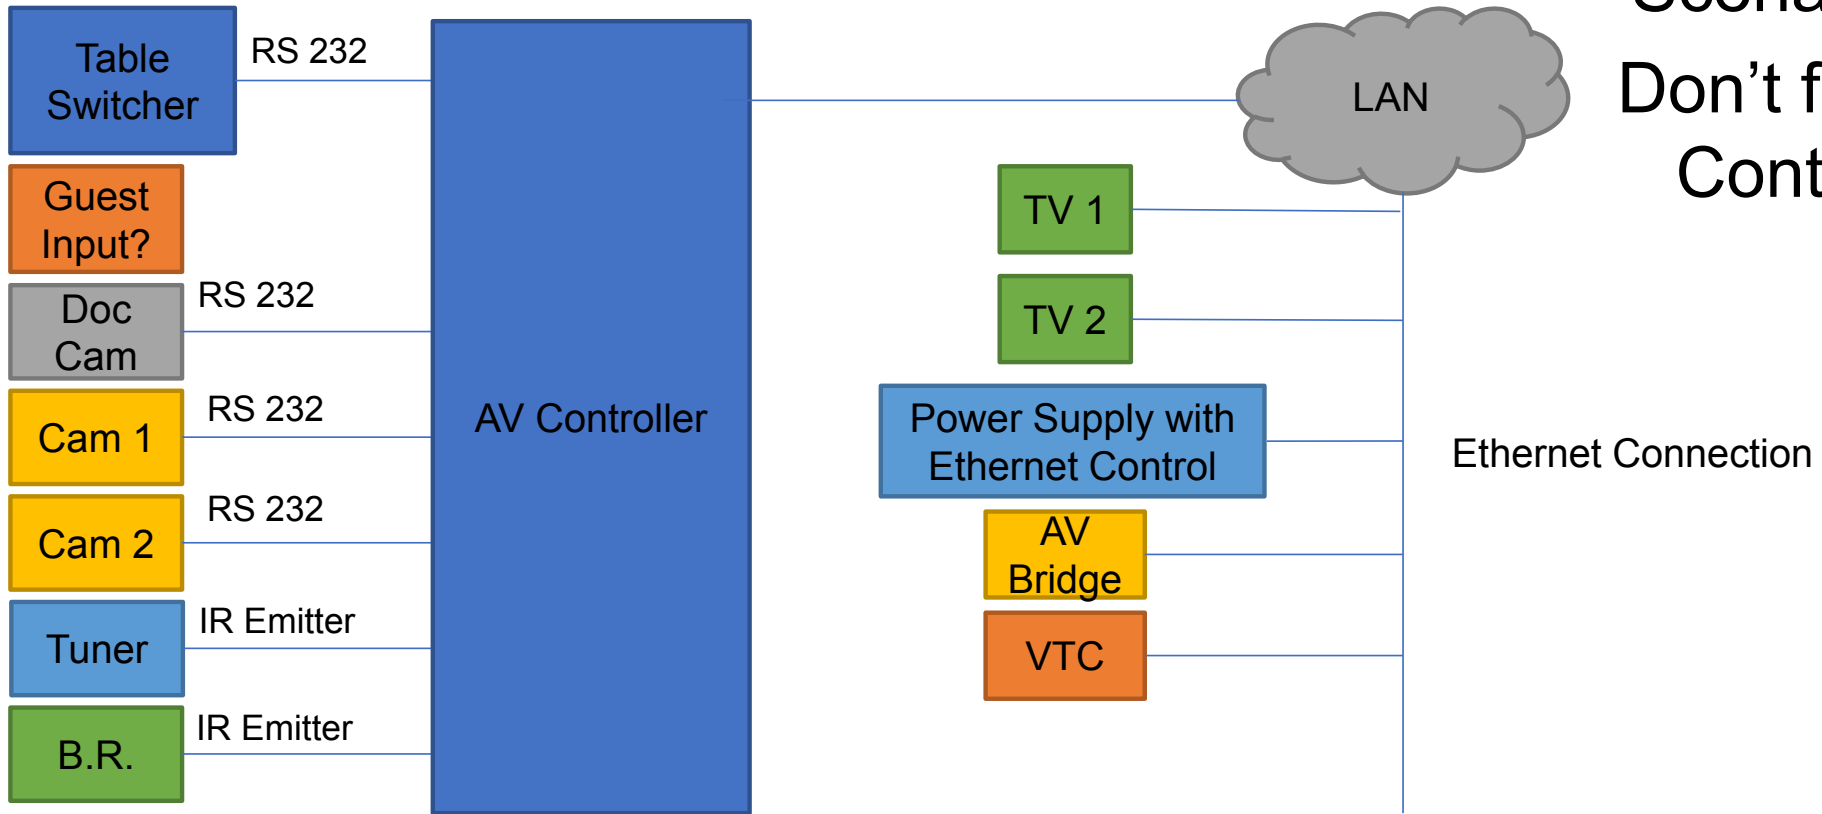 Table
Switcher
RS 232
Guest
Input?
Doc
Cam
RS 232
Cam 1
RS 232
Cam 2
RS 232
Tuner
IR Emitter
B.R.
IR Emitter
AV Controller
LAN
TV 1
TV 2
Power Supply with
Ethernet Control
AV
Bridge
VTC
Ethernet Connection
Don’t